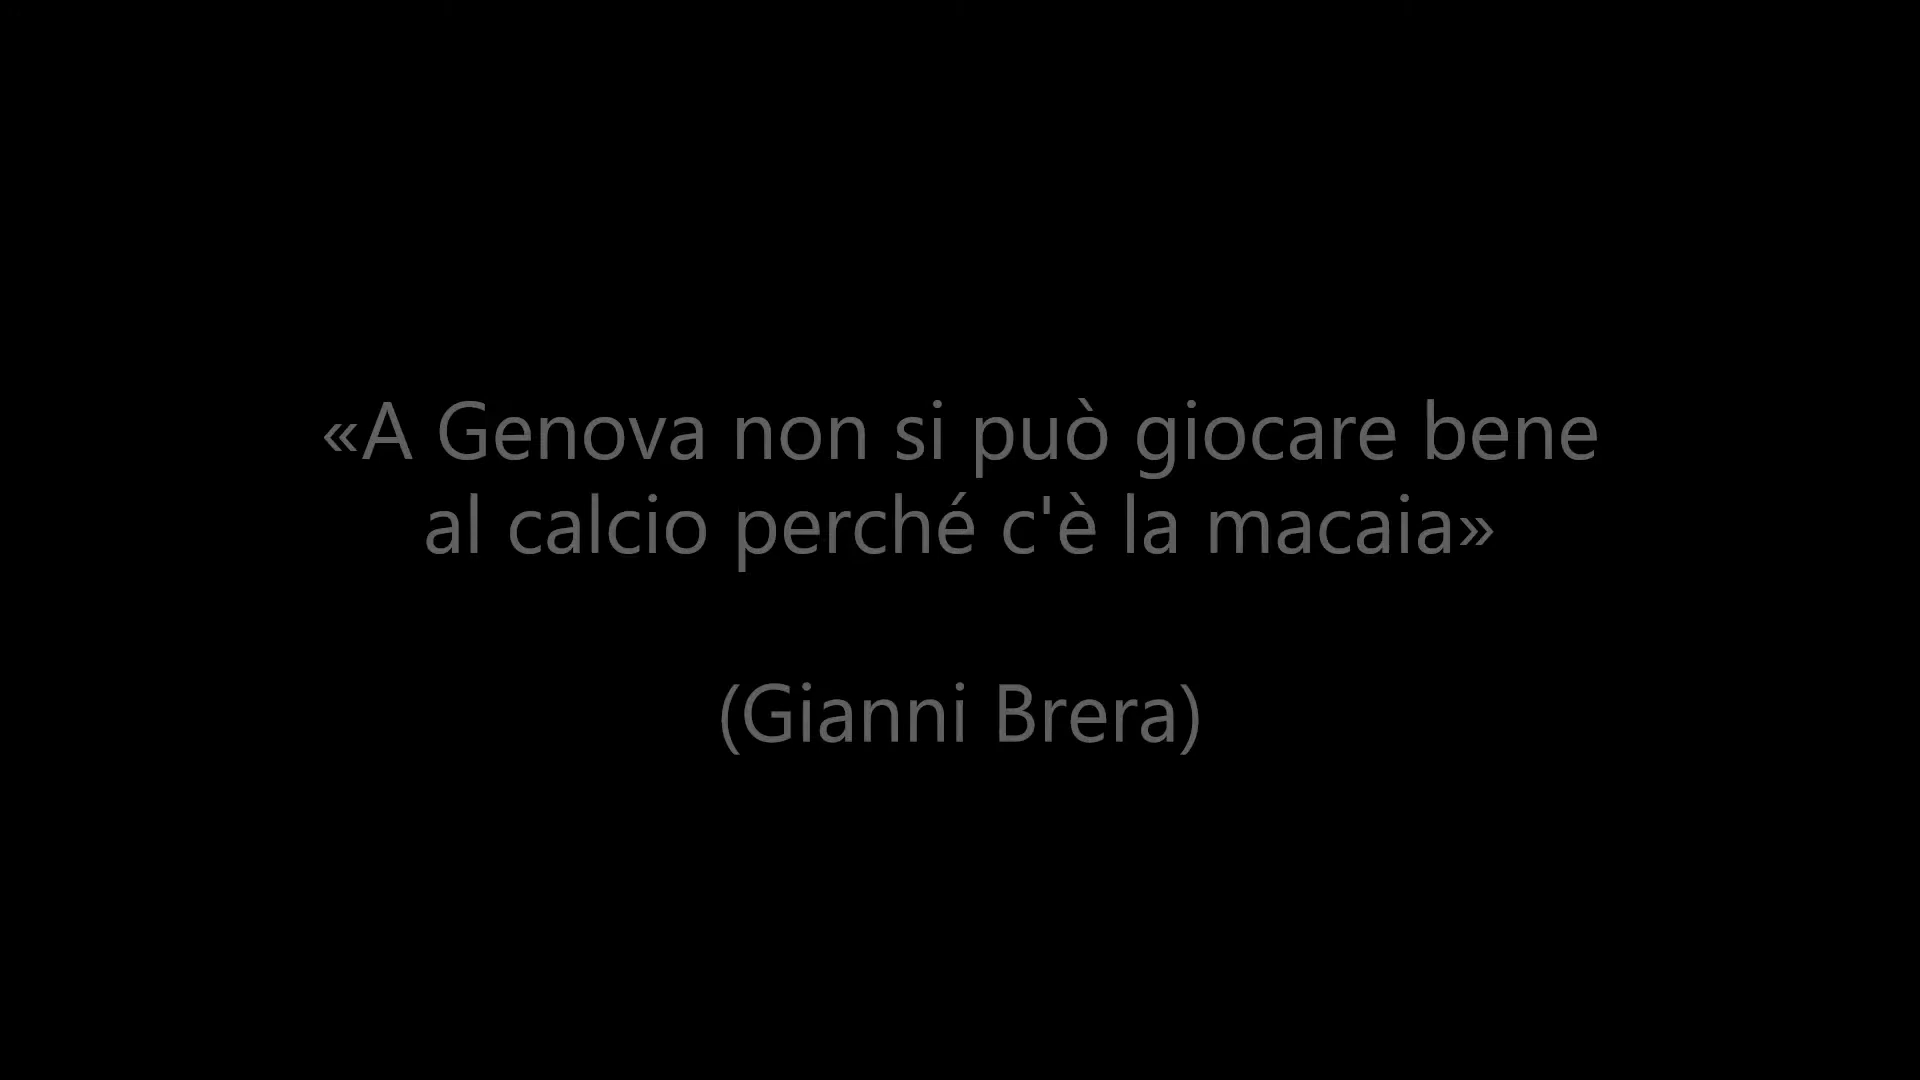 «A Genova non si può giocare bene
al calcio perché c'è la macaia»
(Gianni Brera)